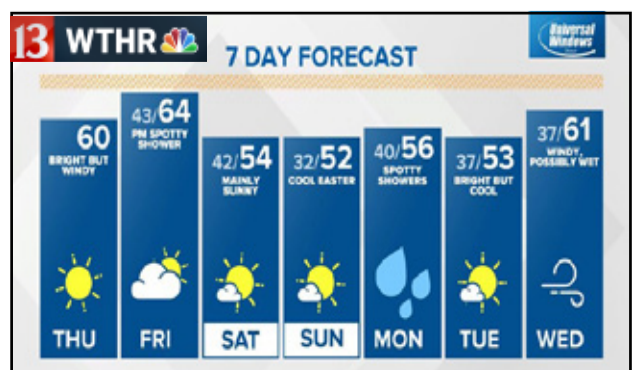 13 WTHR
7 DAY FORECAST
Universal
Windows
60
BRIGHT BUT
WINDY
THU
43/64
PM SPOTTY
SHOWER
FRI
42/54
MAINLY
SUNNY
SAT
32/52
COOL EASTER
SUN
40/56
SPOTTY
SHOWERS
MON
37/53
BRIGHT BUT
COOL
TUE
37/61
WINDY,
POSSIBLY WET
WED